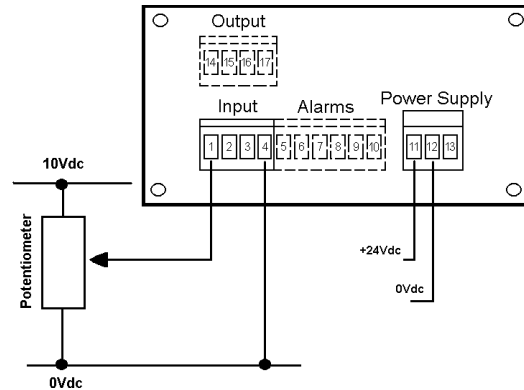 Output
14 15 16 17
Input Alarms Power Supply
1 2 3 4 5 6 7 8 9 10 11 12 13
10Vdc
Potentiometer
+24Vdc
0Vdc
0Vdc